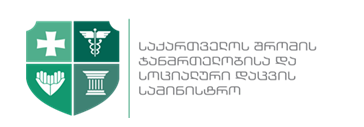 საქართველოს შრომის
ჯანმრთელობისა და
სოციალური დაცვის
სამინისტრო